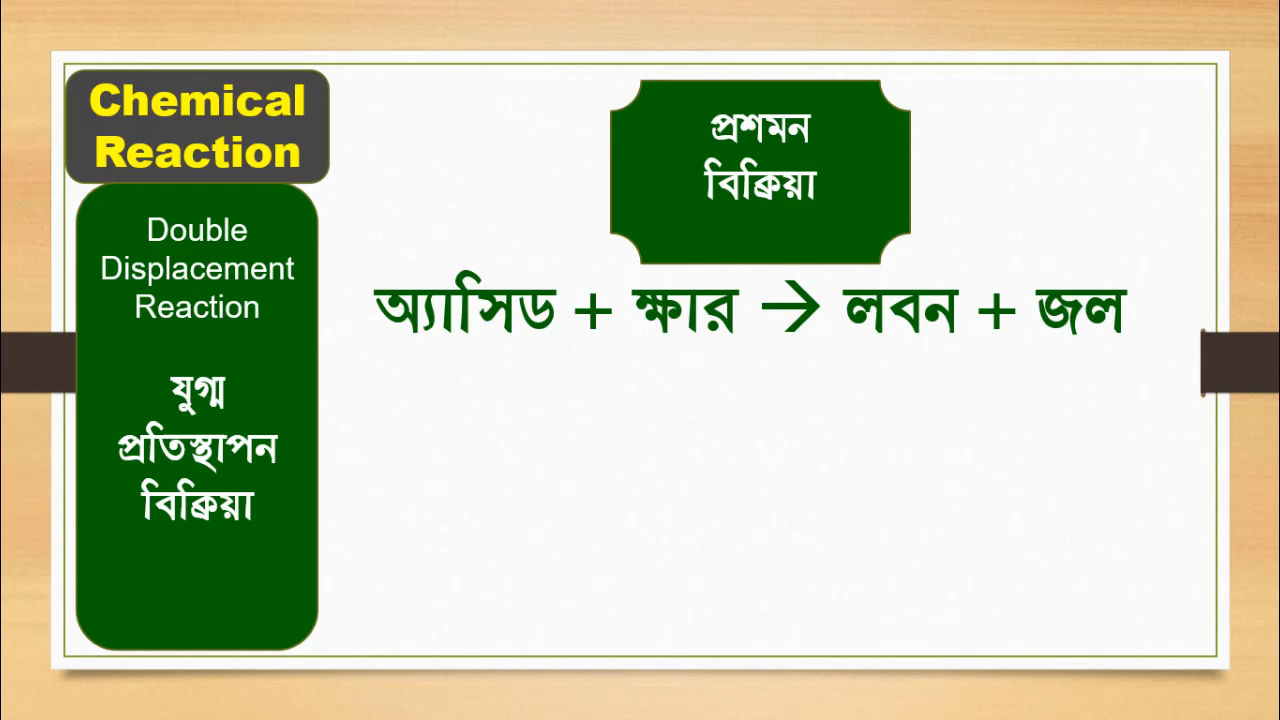 Chemical
Reaction
Double
Displacement
Reaction
যুগ্ম
প্রতিস্থাপন
বিক্রিয়া
প্রশমন
বিক্রিয়া
অ্যাসিড + ক্ষার → লবন + জল